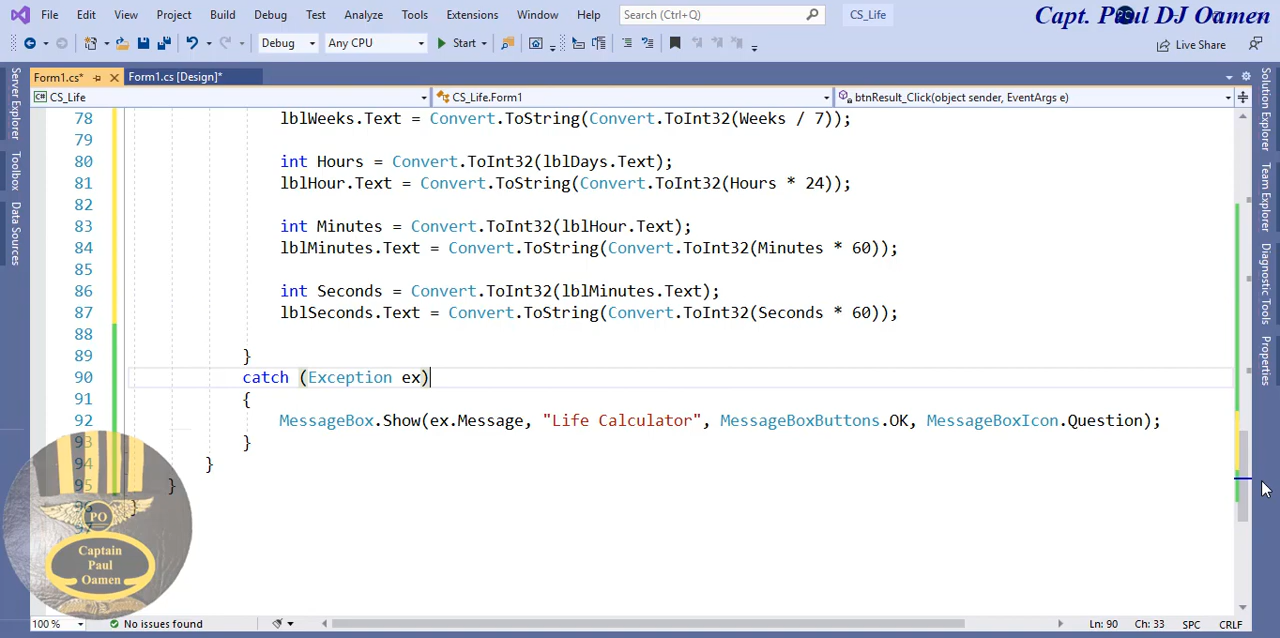 File Edit View Project Build Debug Test Analyze Tools Extensions Window Help Search (Ctrl+Q) CS_Life
Capt. Paul DJ Oamen
Debug Any CPU Start Live Share
Form1.cs* Form1.cs [Design]*
CS_Life CS_Life.Form1 btnResult_Click(object sender, EventArgs e)
Server Explorer
Toolbox
Data Sources
78 lblWeeks.Text = Convert.ToString(Convert.ToInt32(Weeks / 7));
79
80 int Hours = Convert.ToInt32(lblDays.Text);
81 lblHour.Text = Convert.ToString(Convert.ToInt32(Hours * 24));
82
83 int Minutes = Convert.ToInt32(lblHour.Text);
84 lblMinutes.Text = Convert.ToString(Convert.ToInt32(Minutes * 60));
85
86 int Seconds = Convert.ToInt32(lblMinutes.Text);
87 lblSeconds.Text = Convert.ToString(Convert.ToInt32(Seconds * 60));
88
89 }
90 catch (Exception ex)
91 {
92 MessageBox.Show(ex.Message, "Life Calculator", MessageBoxButtons.OK, MessageBoxIcon.Question);
93 }
94 }
95 }
96 }
97
Solution Explorer
Team Explorer
Diagnostic Tools
Properties
PO
Captain
Paul
Oamen
100 % No issues found Ln: 90 Ch: 33 SPC CRLF